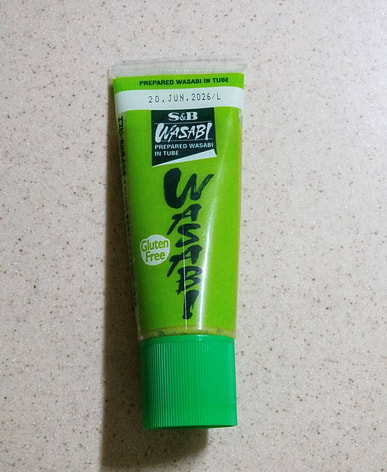 PREPARED WASABI IN TUBE
20.JUN.2026/L
S&B
WASABI
PREPARED WASABI
IN TUBE
WASABI
Gluten
Free